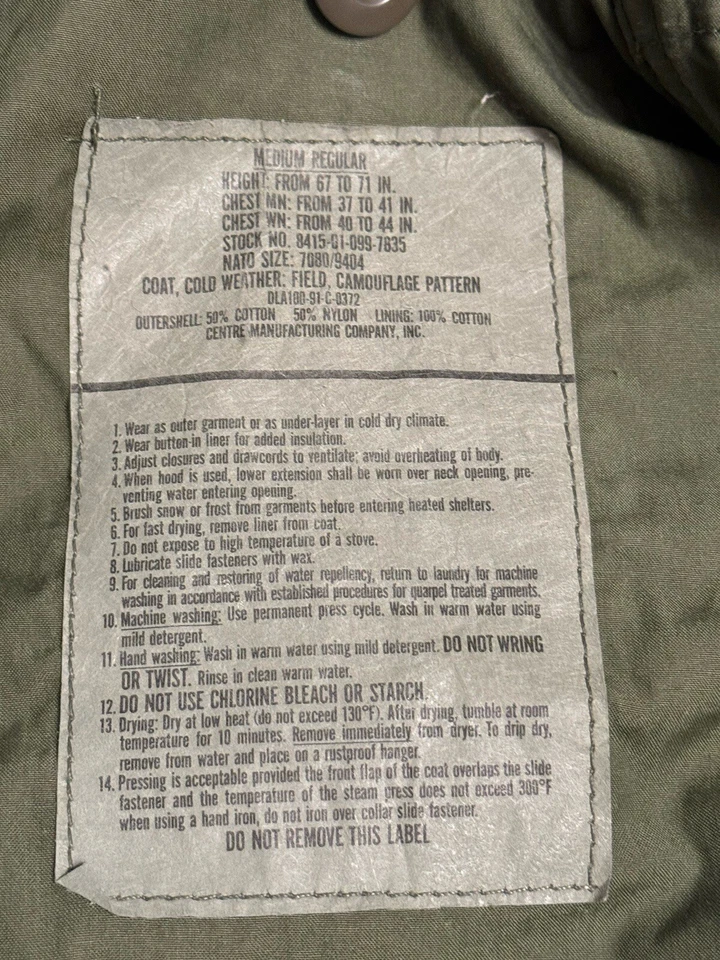 MEDIUM REGULAR
HEIGHT: FROM 67 TO 71 IN.
CHEST MN: FROM 37 TO 41 IN.
CHEST WN: FROM 40 TO 44 IN.
STOCK NO. 8415-01-099-7835
NATO SIZE: 7080/9404
COAT, COLD WEATHER: FIELD, CAMOUFLAGE PATTERN
DLA100-91-C-0372
OUTERSHELL: 50% COTTON 50% NYLON LINING: 100% COTTON
CENTRE MANUFACTURING COMPANY, INC.
1. Wear as outer garment or as under-layer in cold dry climate.
2. Wear button-in liner for added insulation.
3. Adjust closures and drawcords to ventilate; avoid overheating of body.
4. When hood is used, lower extension shall be worn over neck opening, pre-
venting water entering opening.
5. Brush snow or frost from garments before entering heated shelters.
6. For fast drying, remove liner from coat.
7. Do not expose to high temperature of a stove.
8. Lubricate slide fasteners with wax.
9. For cleaning and restoring of water repellency, return to laundry for machine
washing in accordance with established procedures for quarpel treated garments.
10. Machine washing: Use permanent press cycle. Wash in warm water using
mild detergent.
11. Hand washing: Wash in warm water using mild detergent. DO NOT WRING
OR TWIST. Rinse in clean warm water.
12. DO NOT USE CHLORINE BLEACH OR STARCH.
13. Drying: Dry at low heat (do not exceed 130°F). After drying, tumble at room
temperature for 10 minutes. Remove immediately from dryer. To drip dry,
remove from water and place on a rustproof hanger.
14. Pressing is acceptable provided the front flap of the coat overlaps the slide
fastener and the temperature of the steam press does not exceed 300°F
when using a hand iron, do not iron over collar slide fastener.
DO NOT REMOVE THIS LABEL